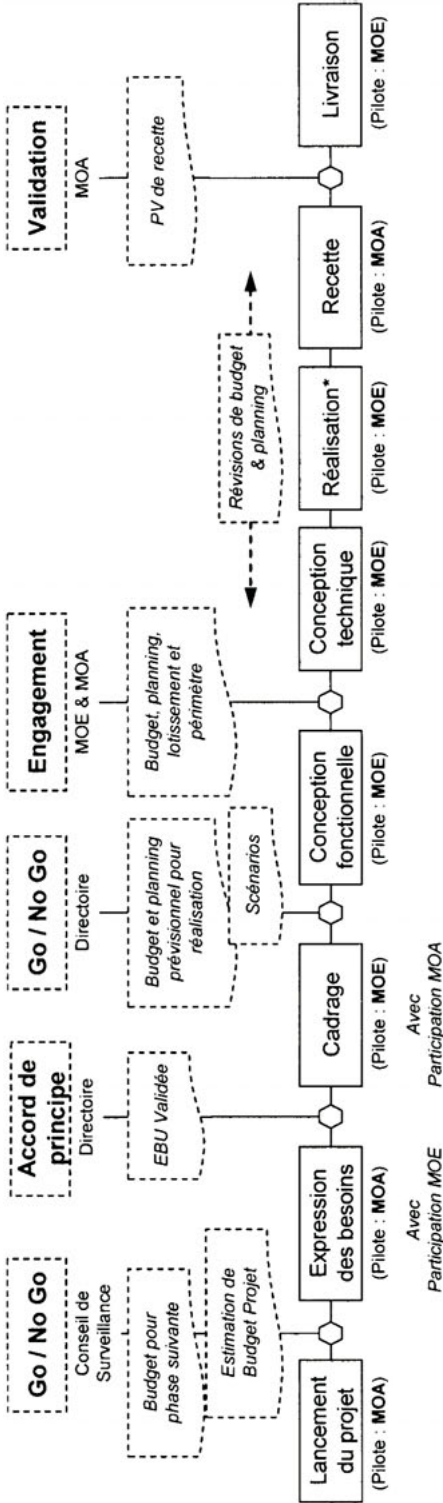 Go / No Go
Conseil de
Surveillance
Budget pour
phase suivante
Estimation de
Budget Projet
Accord de
principe
Directoire
EBU Validée
Go / No Go
Directoire
Budget et planning
prévisionnel pour
réalisation
Scénarios
Engagement
MOE & MOA
Budget, planning,
lotissement et
périmètre
Révisions de budget
& planning
Validation
MOA
PV de recette
Lancement
du projet
(Pilote : MOA)
Expression
des besoins
(Pilote : MOA)
Avec
Participation MOE
Cadrage
(Pilote : MOE)
Avec
Participation MOA
Conception
fonctionnelle
(Pilote : MOE)
Conception
technique
(Pilote : MOE)
Réalisation*
(Pilote : MOE)
Recette
(Pilote : MOA)
Livraison
(Pilote : MOE)